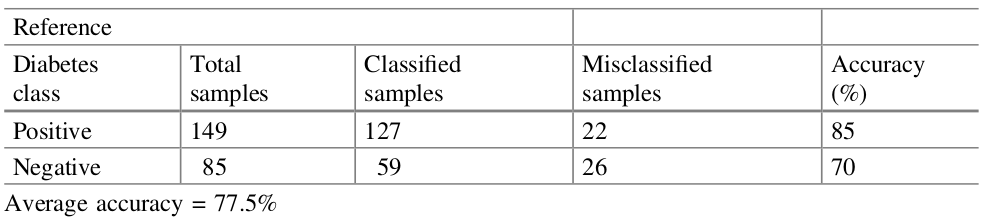 Reference
Diabetes class Total samples Classified samples Misclassified samples Accuracy (%)
Positive 149 127 22 85
Negative 85 59 26 70
Average accuracy = 77.5%